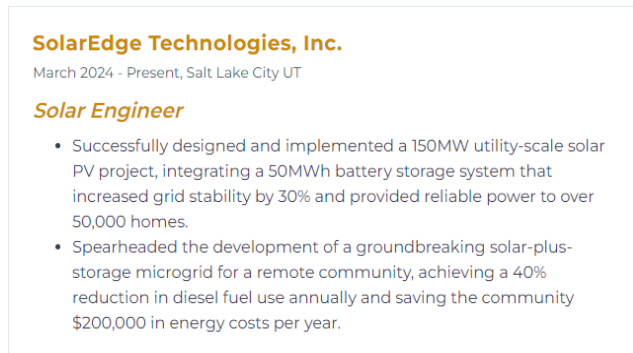 SolarEdge Technologies, Inc.
March 2024 - Present, Salt Lake City UT
Solar Engineer
• Successfully designed and implemented a 150MW utility-scale solar
PV project, integrating a 50MWh battery storage system that
increased grid stability by 30% and provided reliable power to over
50,000 homes.
• Spearheaded the development of a groundbreaking solar-plus-
storage microgrid for a remote community, achieving a 40%
reduction in diesel fuel use annually and saving the community
$200,000 in energy costs per year.